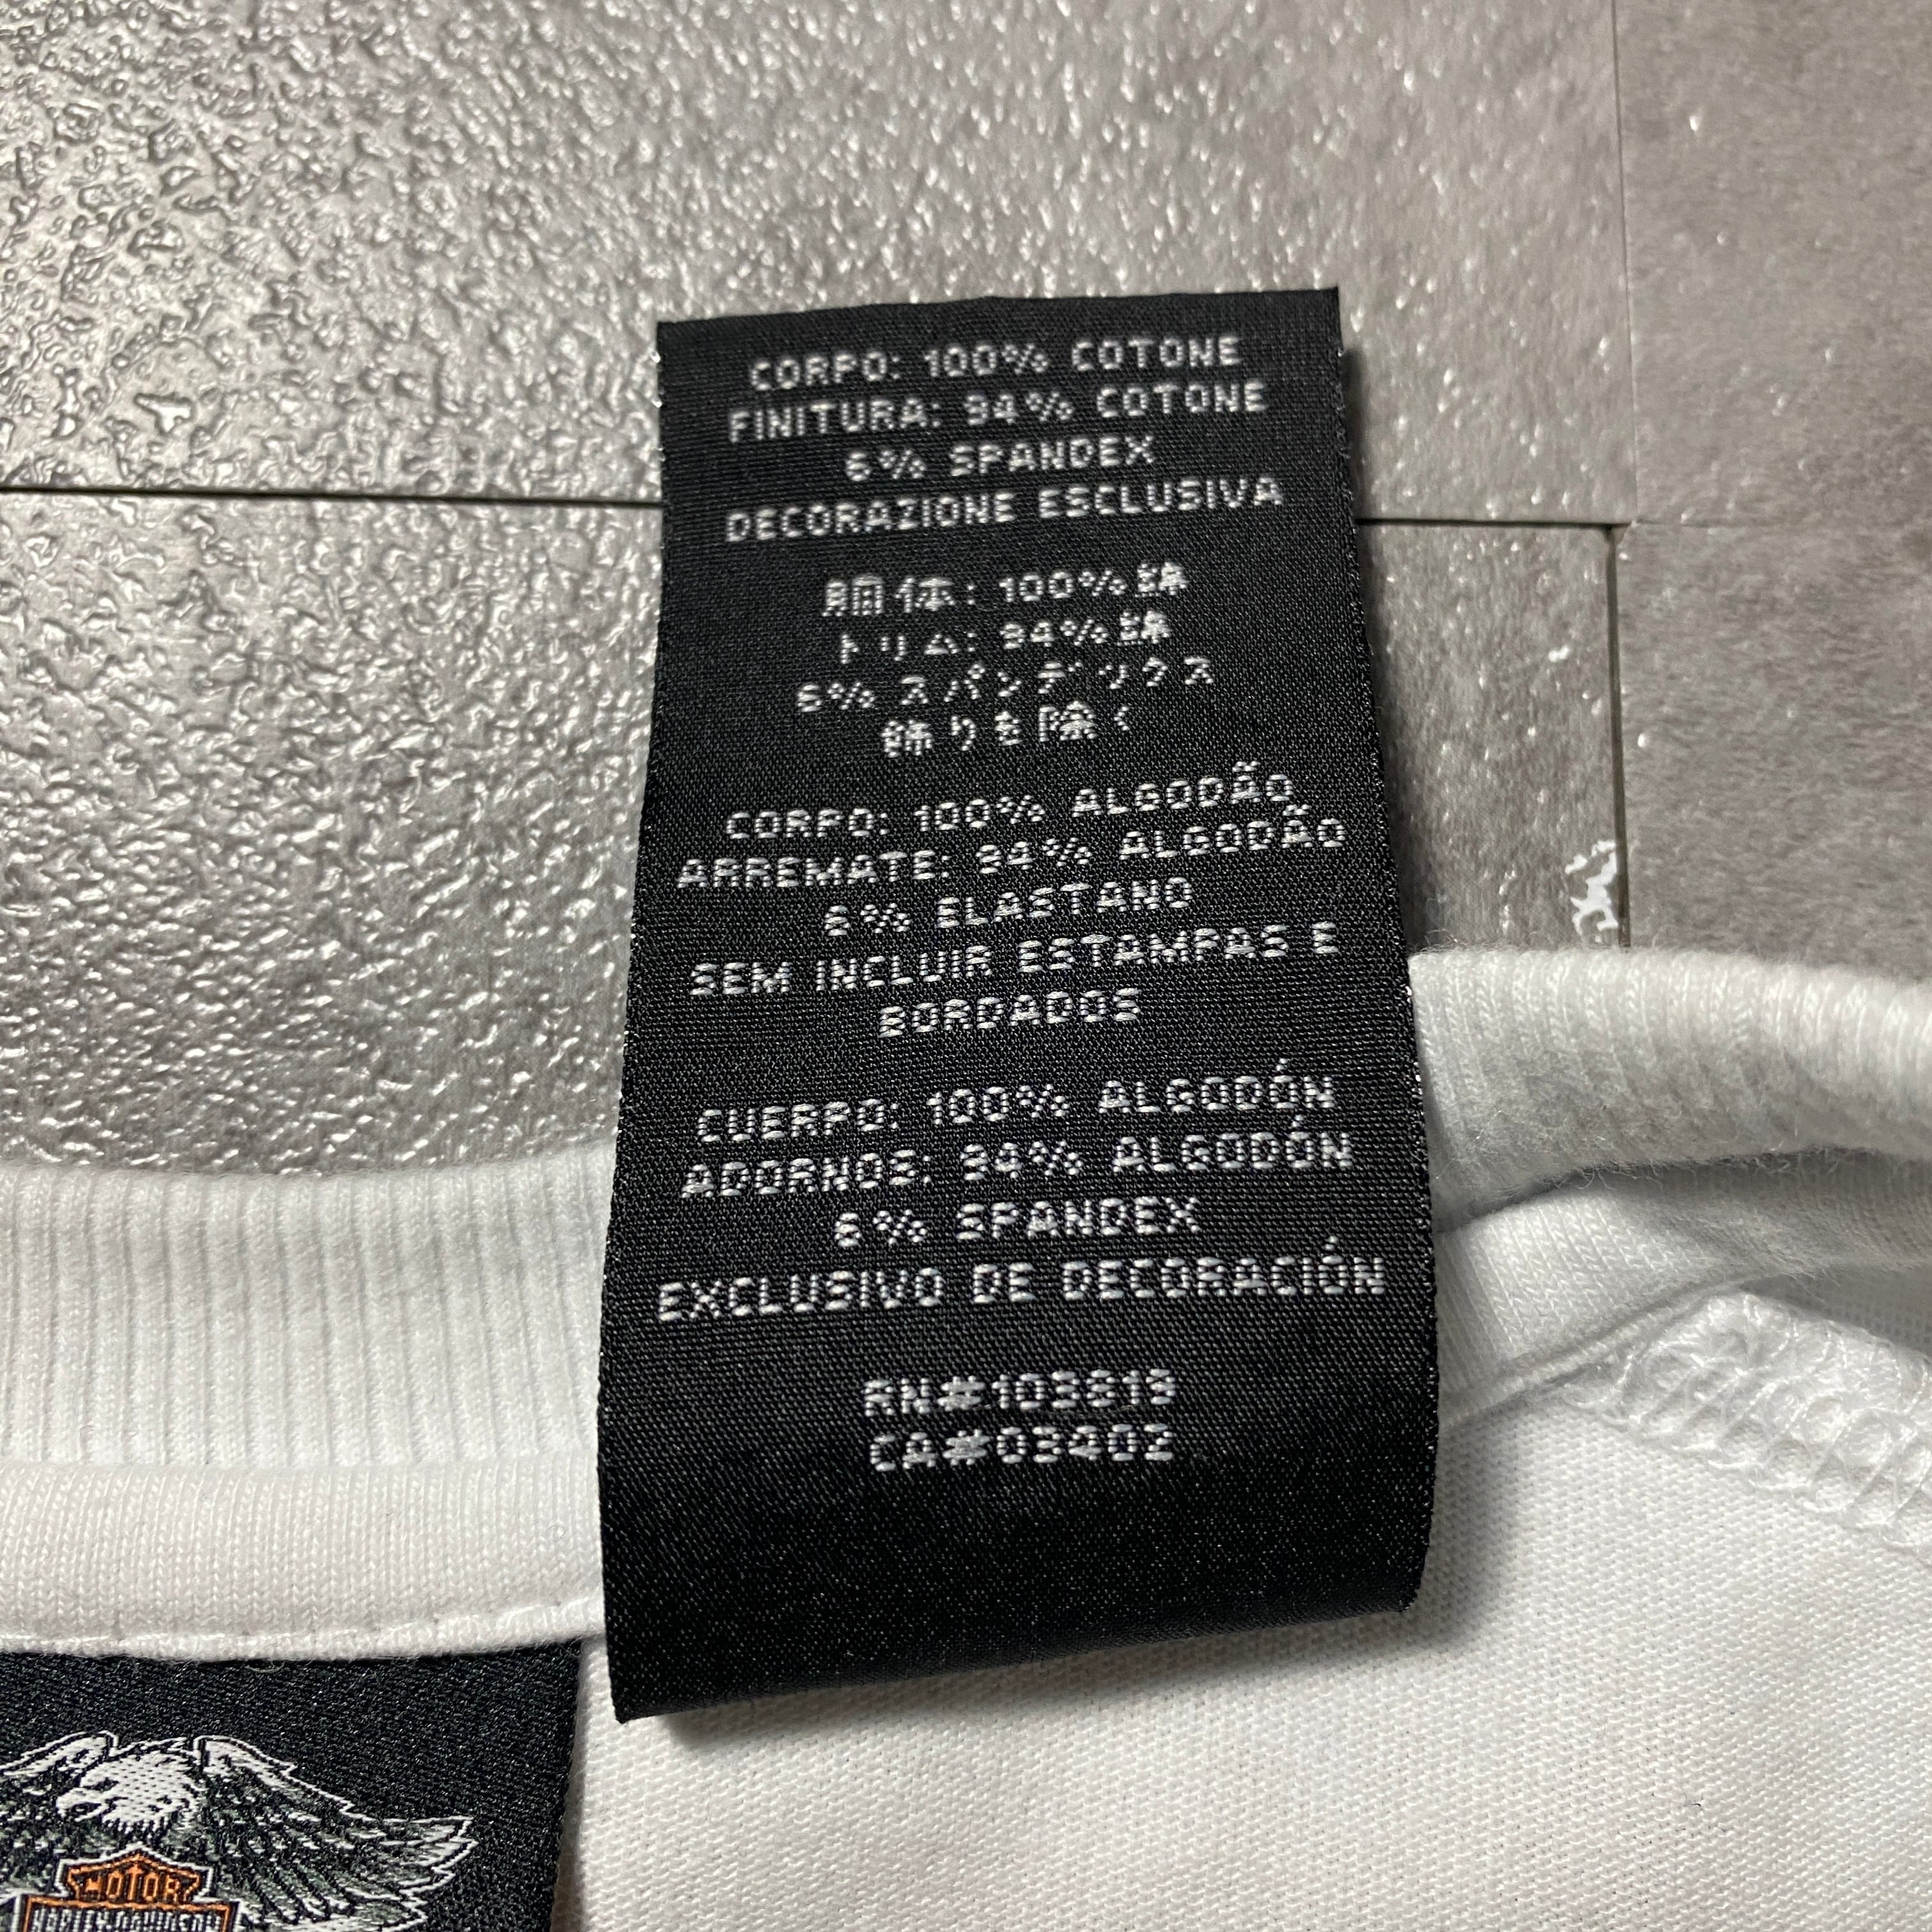 CORPO: 100% COTONE
FINITURA: 94% COTONE
6% SPANDEX
DECORAZIONE ESCLUSIVA
胴体: 100% 綿
トリム: 94% 綿
6% スパンデックス
飾りを除く
CORPO: 100% ALGODÃO
ARREMATE: 94% ALGODÃO
6% ELASTANO
SEM INCLUIR ESTAMPAS E
BORDADOS
CUERPO: 100% ALGODÓN
ADORNOS: 94% ALGODÓN
6% SPANDEX
EXCLUSIVO DE DECORACIÓN
RN#103819
CA#03402
MOTOR
HARLEY-DAVIDSON